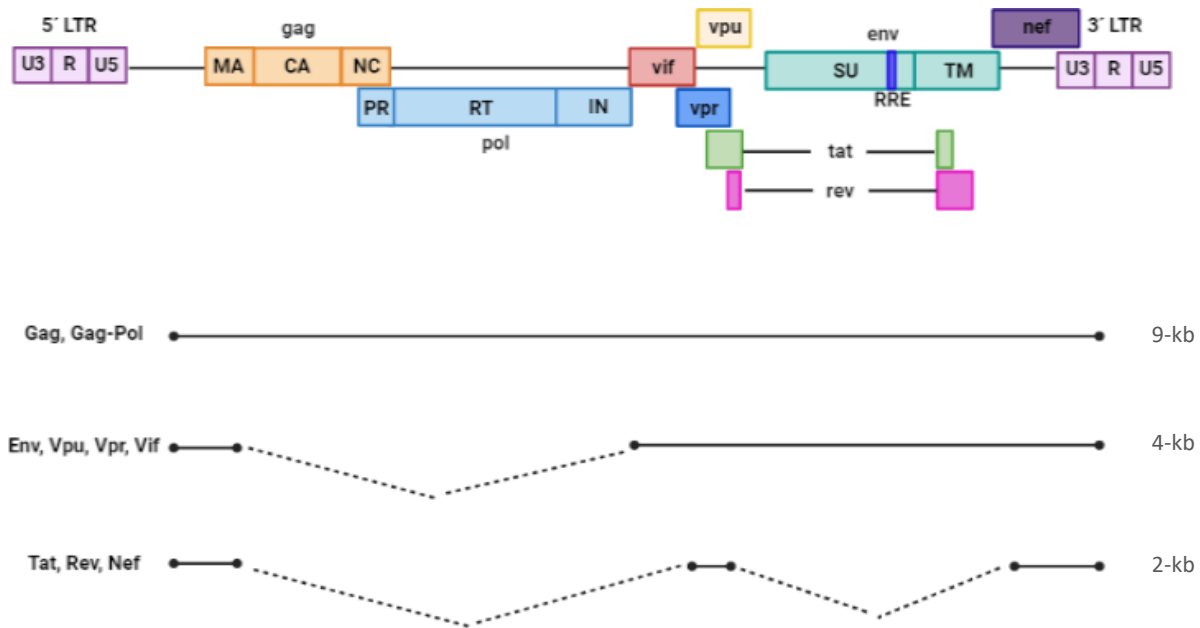 5´ LTR
gag
vpu
env
nef
3´ LTR
U3 R U5
MA CA NC
vif
SU TM
U3 R U5
PR RT IN
vpr
RRE
pol
tat
rev
Gag, Gag-Pol
9-kb
Env, Vpu, Vpr, Vif
4-kb
Tat, Rev, Nef
2-kb